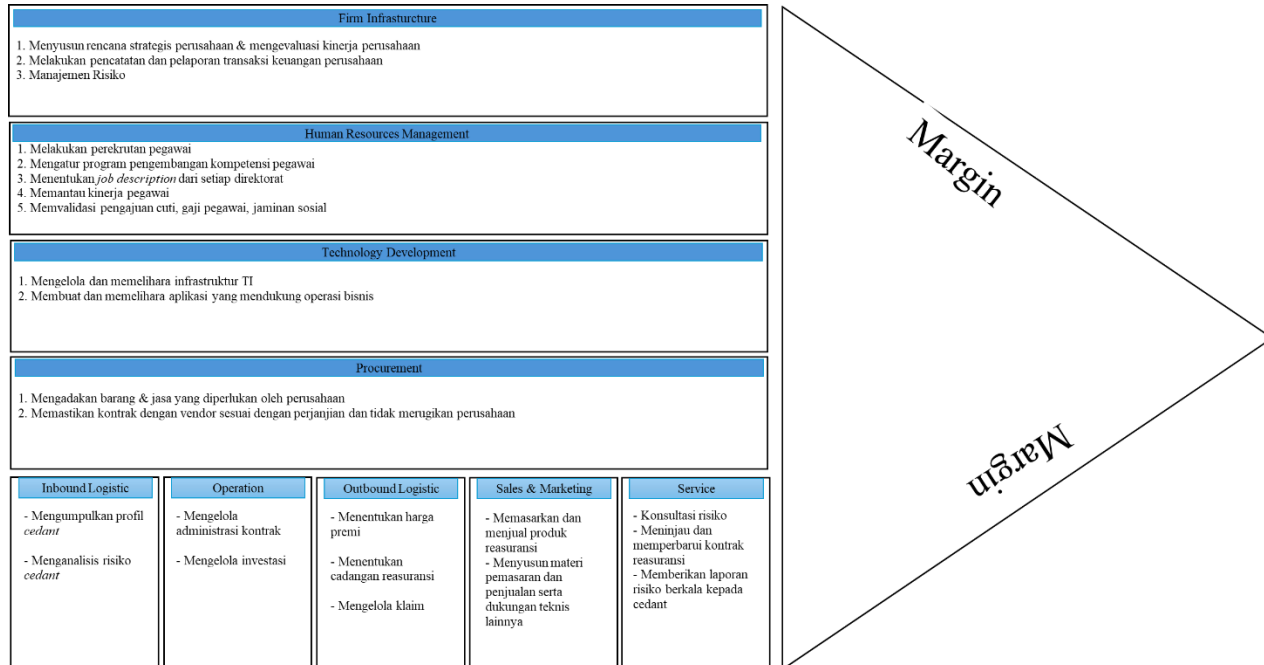 Firm Infrasturcture
1. Menyusun rencana strategis perusahaan & mengevaluasi kinerja perusahaan
2. Melakukan pencatatan dan pelaporan transaksi keuangan perusahaan
3. Manajemen Risiko
Human Resources Management
1. Melakukan perekrutan pegawai
2. Mengatur program pengembangan kompetensi pegawai
3. Menentukan job description dari setiap direktorat
4. Memantau kinerja pegawai
5. Memvalidasi pengajuan cuti, gaji pegawai, jaminan sosial
Technology Development
1. Mengelola dan memelihara infrastruktur TI
2. Membuat dan memelihara aplikasi yang mendukung operasi bisnis
Procurement
1. Mengadakan barang & jasa yang diperlukan oleh perusahaan
2. Memastikan kontrak dengan vendor sesuai dengan perjanjian dan tidak merugikan perusahaan
Inbound Logistic
- Mengumpulkan profil
cedant
- Menganalisis risiko
cedant
Operation
- Mengelola
administrasi kontrak
- Mengelola investasi
Outbound Logistic
- Menentukan harga
premi
- Menentukan
cadangan reasuransi
- Mengelola klaim
Sales & Marketing
- Memasarkan dan
menjual produk
reasuransi
- Menyusun materi
pemasaran dan
penjualan serta
dukungan teknis
lainnya
Service
- Konsultasi risiko
- Meninjau dan
memperbarui kontrak
reasuransi
- Memberikan laporan
risiko berkala kepada
cedant
Margin
Margin